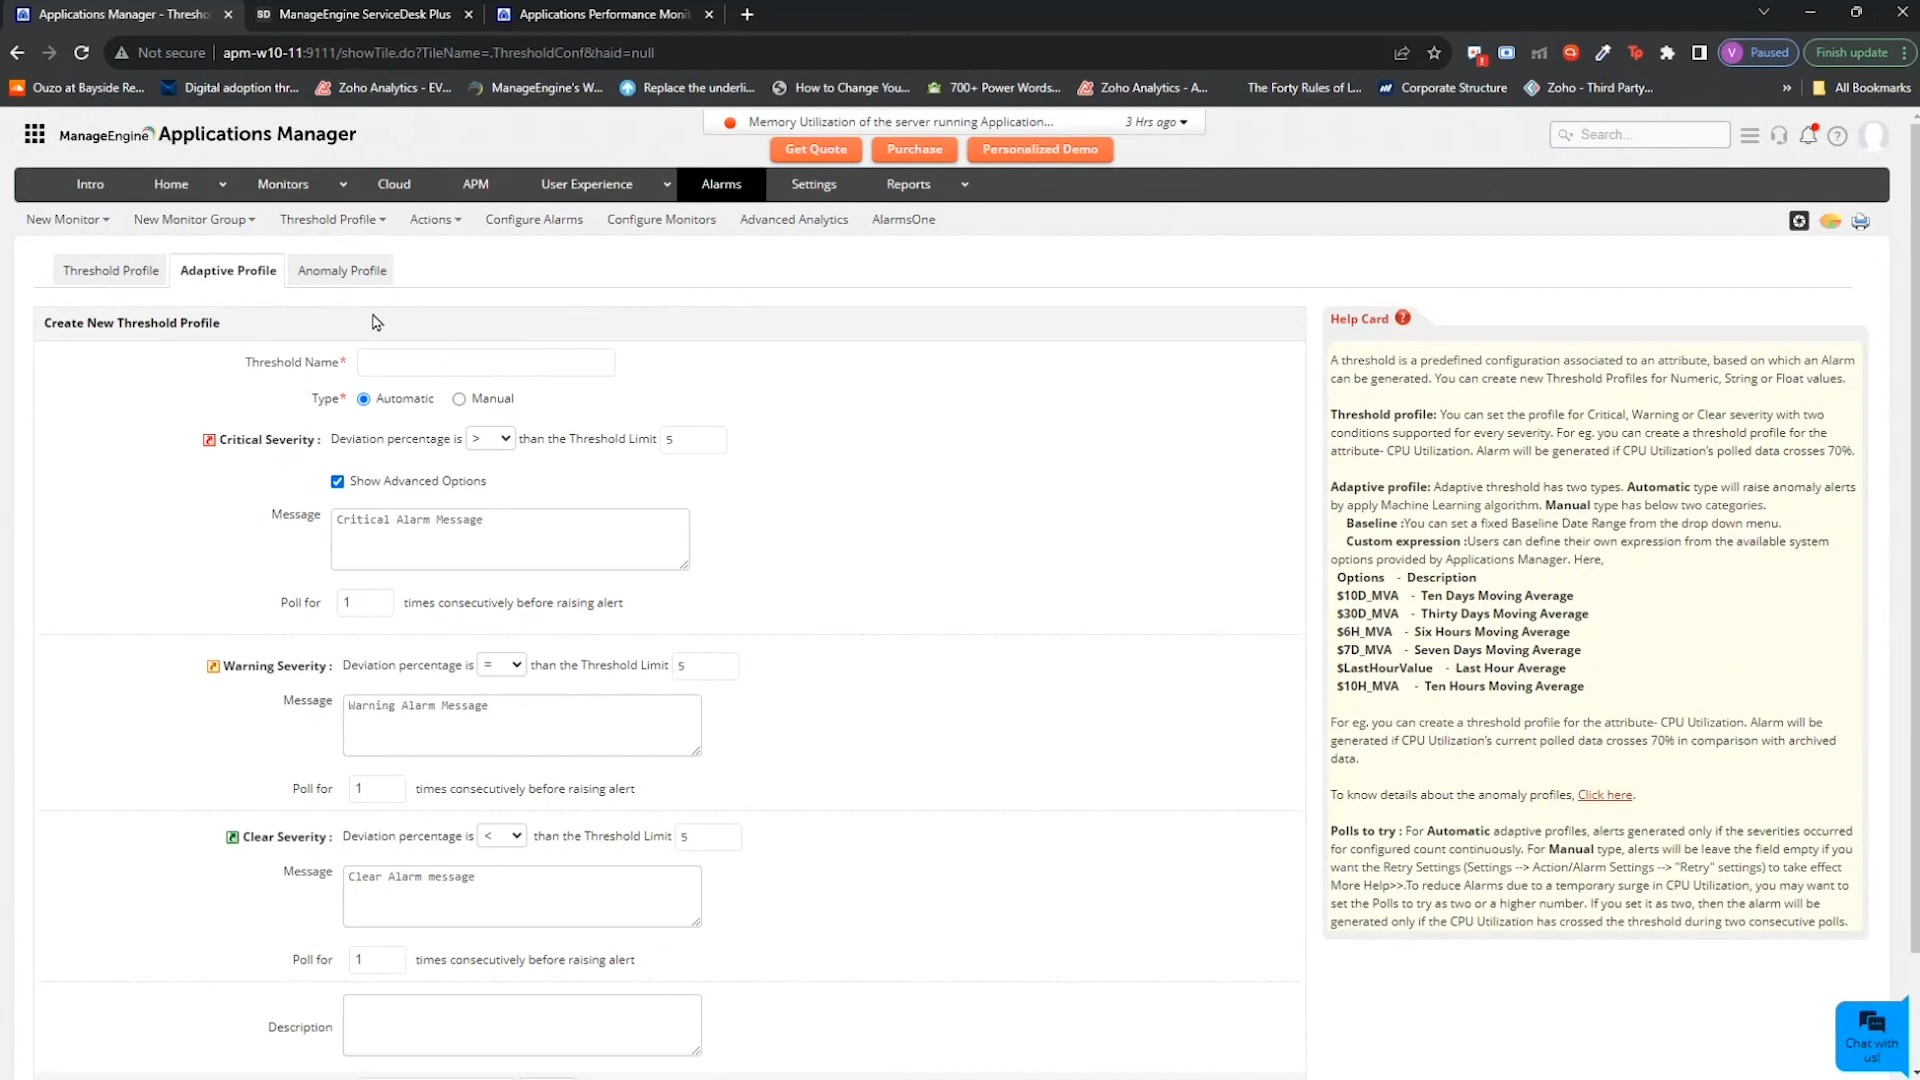 Applications Manager - Thresho
ManageEngine ServiceDesk Plus
Applications Performance Monit
Not secure
apm-w10-11:9111/showTile.do?TileName=.ThresholdConf&haid=null
V Paused
Finish update
Ouzo at Bayside Re...
Digital adoption thr...
Zoho Analytics - EV...
ManageEngine's W...
Replace the underli...
How to Change You...
700+ Power Words...
Zoho Analytics - A...
The Forty Rules of L...
Corporate Structure
Zoho - Third Party...
»
All Bookmarks
ManageEngine Applications Manager
Memory Utilization of the server running Application...
3 Hrs ago
Get Quote
Purchase
Personalized Demo
Search...
Intro
Home
Monitors
Cloud
APM
User Experience
Alarms
Settings
Reports
New Monitor
New Monitor Group
Threshold Profile
Actions
Configure Alarms
Configure Monitors
Advanced Analytics
AlarmsOne
Threshold Profile
Adaptive Profile
Anomaly Profile
Create New Threshold Profile
Threshold Name*
Type* Automatic Manual
Critical Severity : Deviation percentage is > than the Threshold Limit 5
Show Advanced Options
Message Critical Alarm Message
Poll for 1 times consecutively before raising alert
Warning Severity : Deviation percentage is = than the Threshold Limit 5
Message Warning Alarm Message
Poll for 1 times consecutively before raising alert
Clear Severity : Deviation percentage is < than the Threshold Limit 5
Message Clear Alarm message
Poll for 1 times consecutively before raising alert
Description
Help Card ?
A threshold is a predefined configuration associated to an attribute, based on which an Alarm
can be generated. You can create new Threshold Profiles for Numeric, String or Float values.
Threshold profile: You can set the profile for Critical, Warning or Clear severity with two
conditions supported for every severity. For eg. you can create a threshold profile for the
attribute- CPU Utilization. Alarm will be generated if CPU Utilization's polled data crosses 70%.
Adaptive profile: Adaptive threshold has two types. Automatic type will raise anomaly alerts
by apply Machine Learning algorithm. Manual type has below two categories.
Baseline :You can set a fixed Baseline Date Range from the drop down menu.
Custom expression :Users can define their own expression from the available system
options provided by Applications Manager. Here,
Options - Description
$10D_MVA - Ten Days Moving Average
$30D_MVA - Thirty Days Moving Average
$6H_MVA - Six Hours Moving Average
$7D_MVA - Seven Days Moving Average
$LastHourValue - Last Hour Average
$10H_MVA - Ten Hours Moving Average
For eg. you can create a threshold profile for the attribute- CPU Utilization. Alarm will be
generated if CPU Utilization's current polled data crosses 70% in comparison with archived
data.
To know details about the anomaly profiles, Click here.
Polls to try : For Automatic adaptive profiles, alerts generated only if the severities occurred
for configured count continuously. For Manual type, alerts will be leave the field empty if you
want the Retry Settings (Settings --> Action/Alarm Settings --> "Retry" settings) to take effect
More Help>>.To reduce Alarms due to a temporary surge in CPU Utilization, you may want to
set the Polls to try as two or a higher number. If you set it as two, then the alarm will be
generated only if the CPU Utilization has crossed the threshold during two consecutive polls.
Chat with
us!